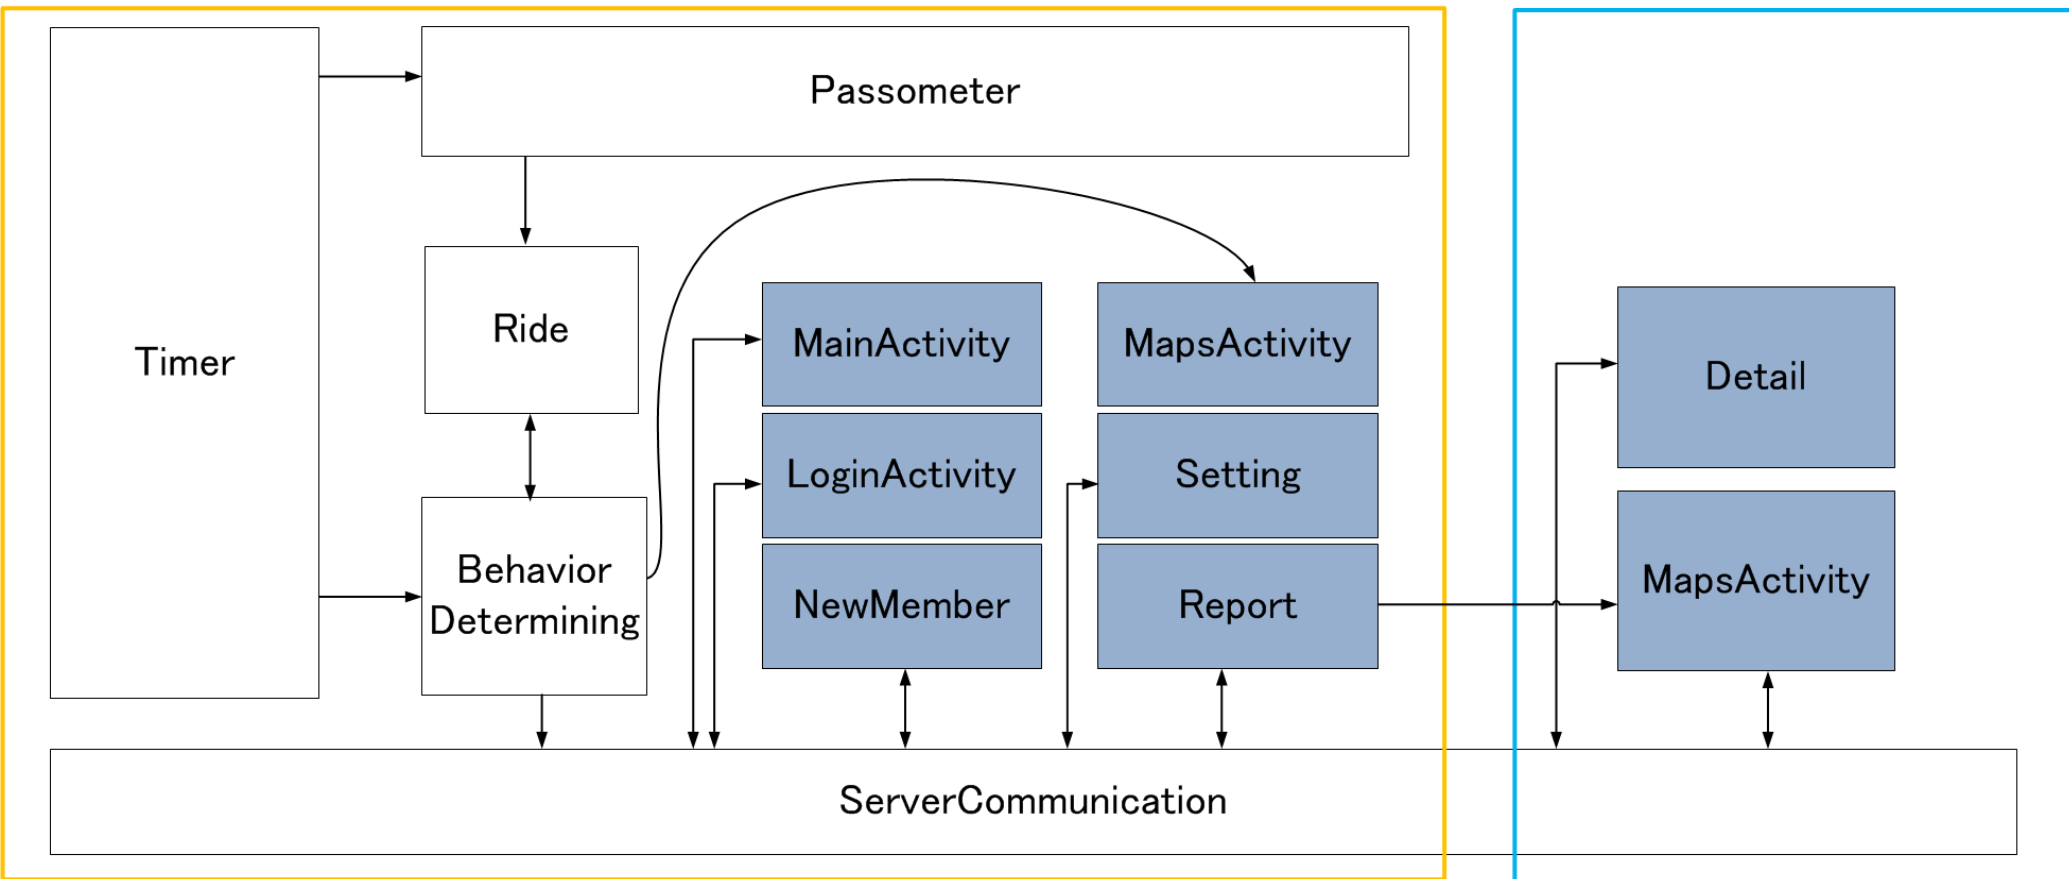 Passometer
Timer
Ride
MainActivity
MapsActivity
Detail
LoginActivity
Setting
Behavior
Determining
NewMember
Report
MapsActivity
ServerCommunication